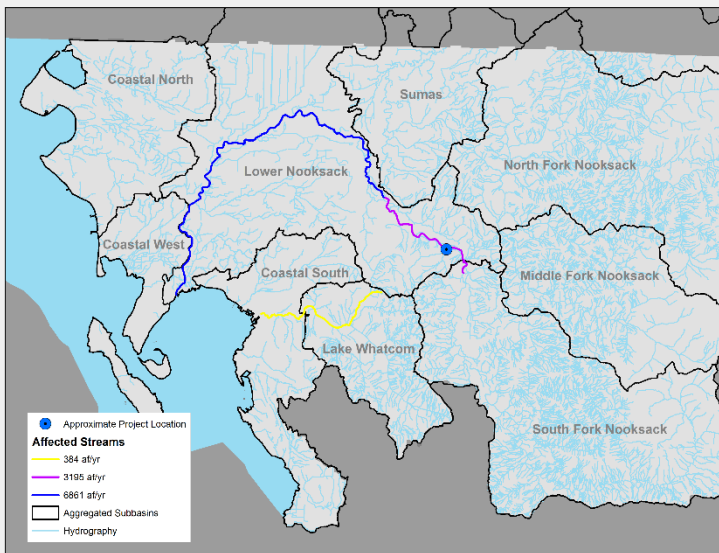 Coastal North
Sumas
North Fork Nooksack
Lower Nooksack
Coastal West
Coastal South
Middle Fork Nooksack
Lake Whatcom
South Fork Nooksack
Approximate Project Location
Affected Streams
384 af/yr
3195 af/yr
6861 af/yr
Aggregated Subbasins
Hydrography